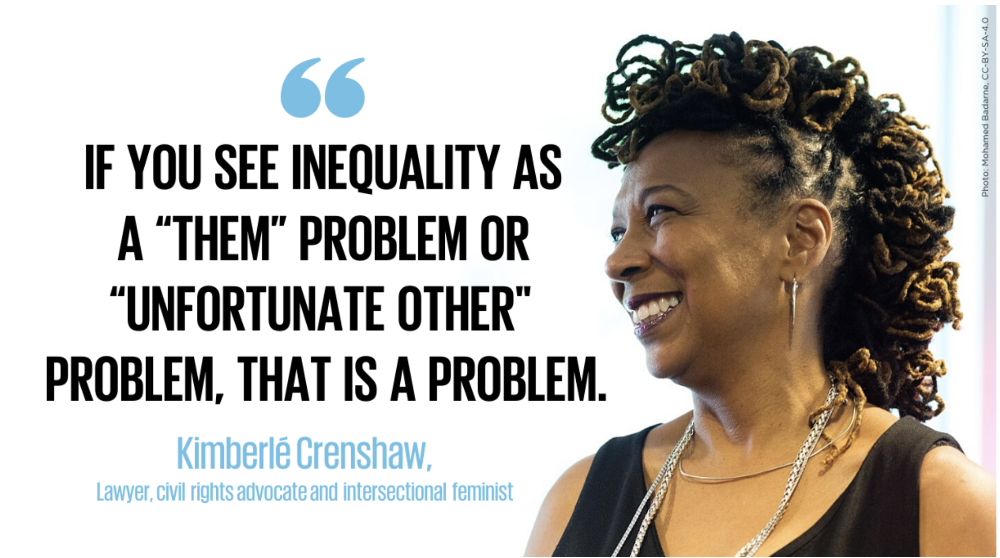 IF YOU SEE INEQUALITY AS
A “THEM” PROBLEM OR
“UNFORTUNATE OTHER"
PROBLEM, THAT IS A PROBLEM.
Kimberlé Crenshaw,
Lawyer, civil rights advocate and intersectional feminist
Photo: Mohamed Badarne, CC-BY-SA-4.0